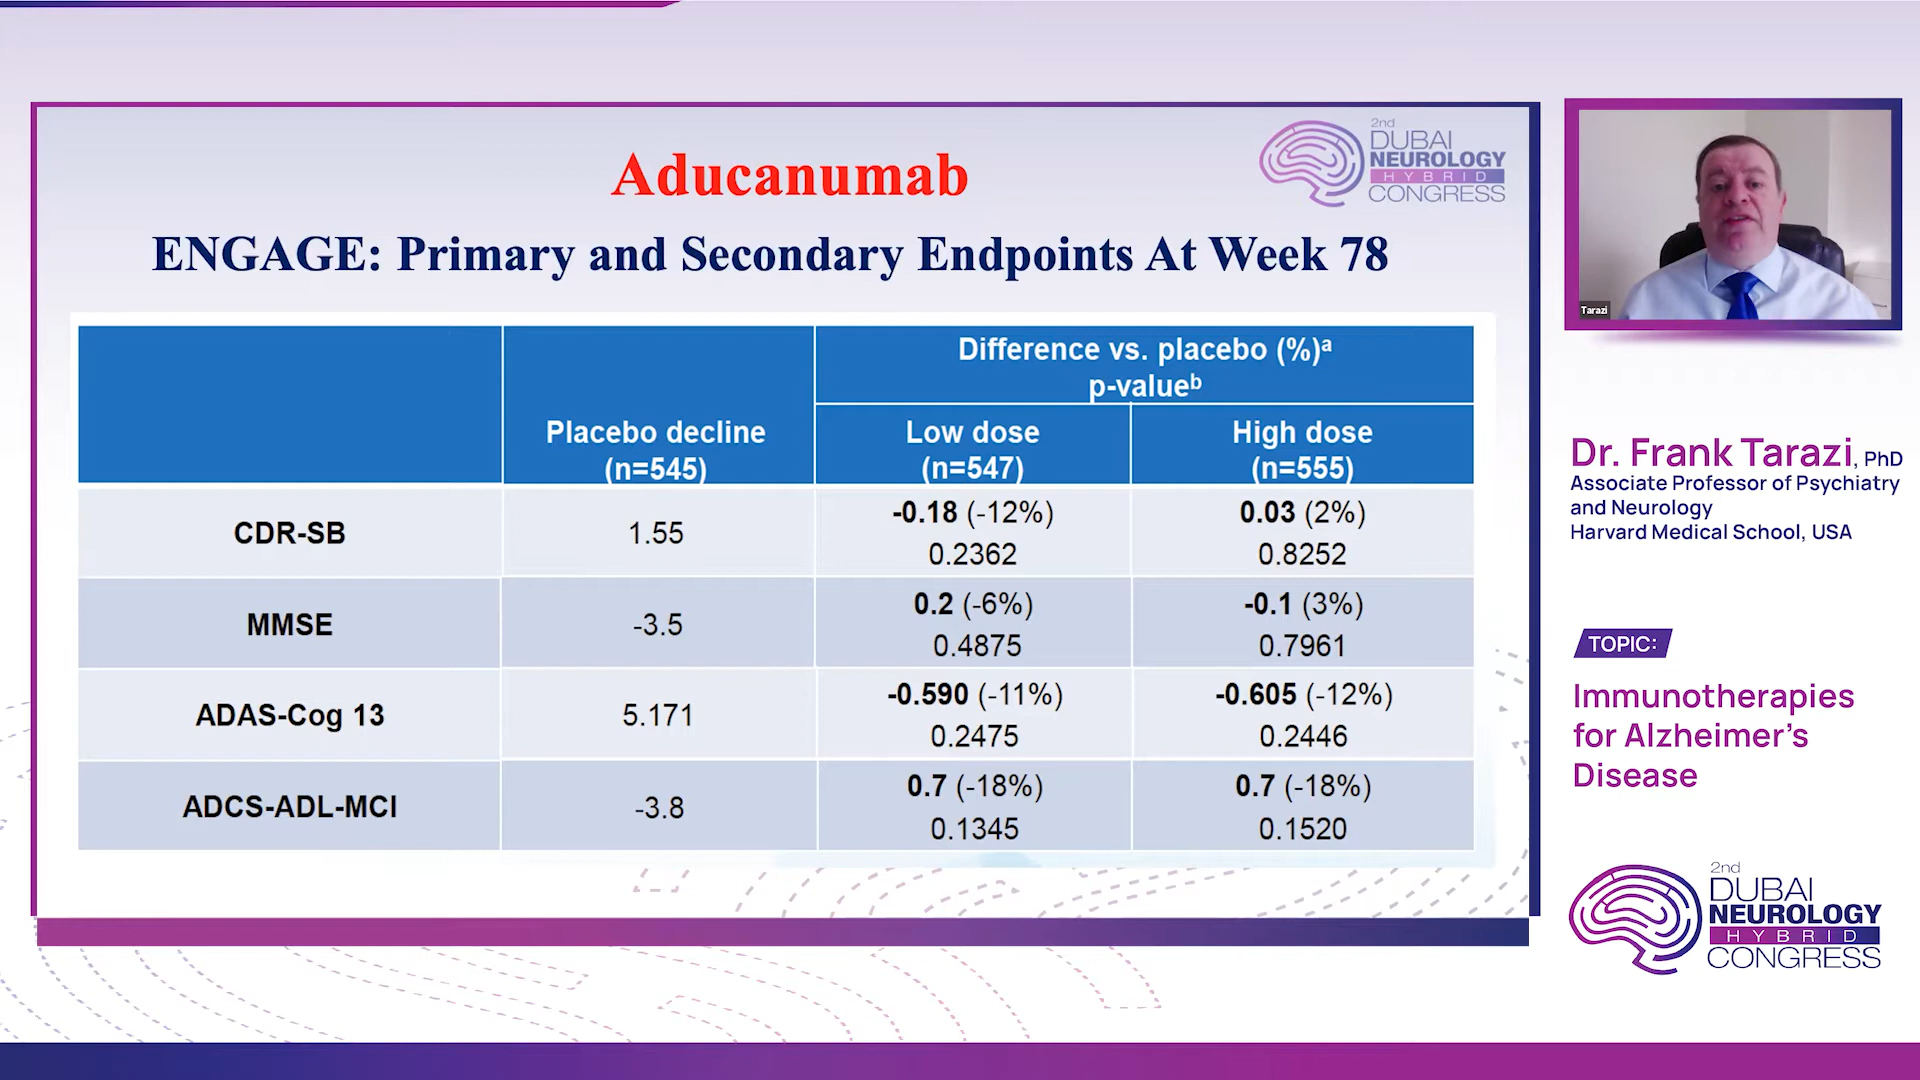 2nd
DUBAI
NEUROLOGY
HYBRID
CONGRESS
Aducanumab
ENGAGE: Primary and Secondary Endpoints At Week 78
Difference vs. placebo (%)a
p-valueb
Placebo decline
(n=545)
Low dose
(n=547)
High dose
(n=555)
CDR-SB
1.55
-0.18 (-12%)
0.2362
0.03 (2%)
0.8252
MMSE
-3.5
0.2 (-6%)
0.4875
-0.1 (3%)
0.7961
ADAS-Cog 13
5.171
-0.590 (-11%)
0.2475
-0.605 (-12%)
0.2446
ADCS-ADL-MCI
-3.8
0.7 (-18%)
0.1345
0.7 (-18%)
0.1520
Tarazi
Dr. Frank Tarazi, PhD
Associate Professor of Psychiatry
and Neurology
Harvard Medical School, USA
TOPIC:
Immunotherapies
for Alzheimer's
Disease
2nd
DUBAI
NEUROLOGY
HYBRID
CONGRESS